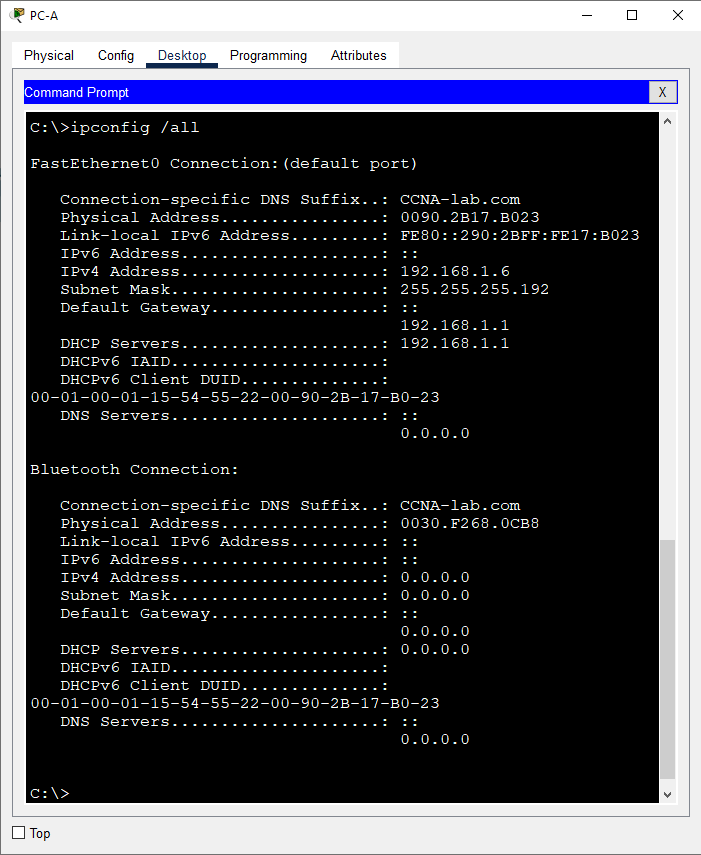 PC-A
Physical Config Desktop Programming Attributes
Command Prompt X
C:\>ipconfig /all
FastEthernet0 Connection:(default port)
Connection-specific DNS Suffix..: CCNA-lab.com
Physical Address................: 0090.2B17.B023
Link-local IPv6 Address.........: FE80::290:2BFF:FE17:B023
IPv6 Address....................: ::
IPv4 Address....................: 192.168.1.6
Subnet Mask.....................: 255.255.255.192
Default Gateway.................: ::
192.168.1.1
DHCP Servers....................: 192.168.1.1
DHCPv6 IAID.....................:
DHCPv6 Client DUID..............:
00-01-00-01-15-54-55-22-00-90-2B-17-B0-23
DNS Servers.....................: ::
0.0.0.0
Bluetooth Connection:
Connection-specific DNS Suffix..: CCNA-lab.com
Physical Address................: 0030.F268.0CB8
Link-local IPv6 Address.........: ::
IPv6 Address....................: ::
IPv4 Address....................: 0.0.0.0
Subnet Mask.....................: 0.0.0.0
Default Gateway.................: ::
0.0.0.0
DHCP Servers....................: 0.0.0.0
DHCPv6 IAID.....................:
DHCPv6 Client DUID..............:
00-01-00-01-15-54-55-22-00-90-2B-17-B0-23
DNS Servers.....................: ::
0.0.0.0
C:\>
Top